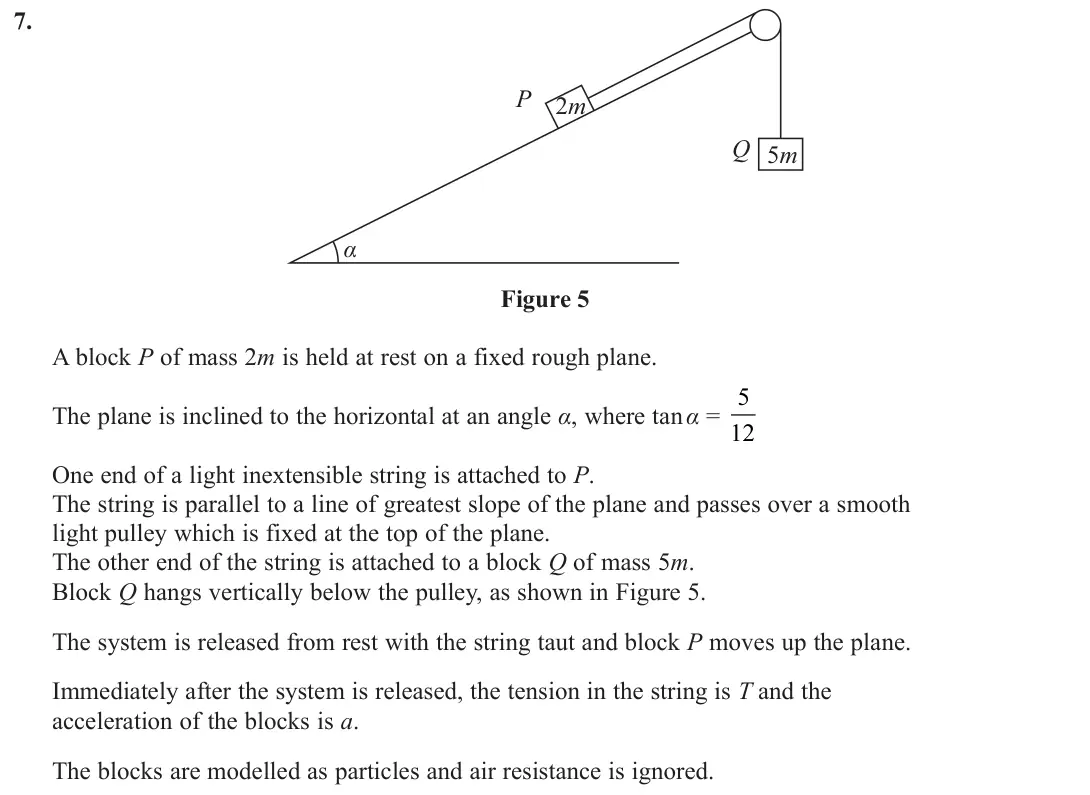 7.
P
2m
Q
5m
α
Figure 5
A block P of mass 2m is held at rest on a fixed rough plane.
The plane is inclined to the horizontal at an angle α, where tan α = 5/12
One end of a light inextensible string is attached to P.
The string is parallel to a line of greatest slope of the plane and passes over a smooth
light pulley which is fixed at the top of the plane.
The other end of the string is attached to a block Q of mass 5m.
Block Q hangs vertically below the pulley, as shown in Figure 5.
The system is released from rest with the string taut and block P moves up the plane.
Immediately after the system is released, the tension in the string is T and the
acceleration of the blocks is a.
The blocks are modelled as particles and air resistance is ignored.